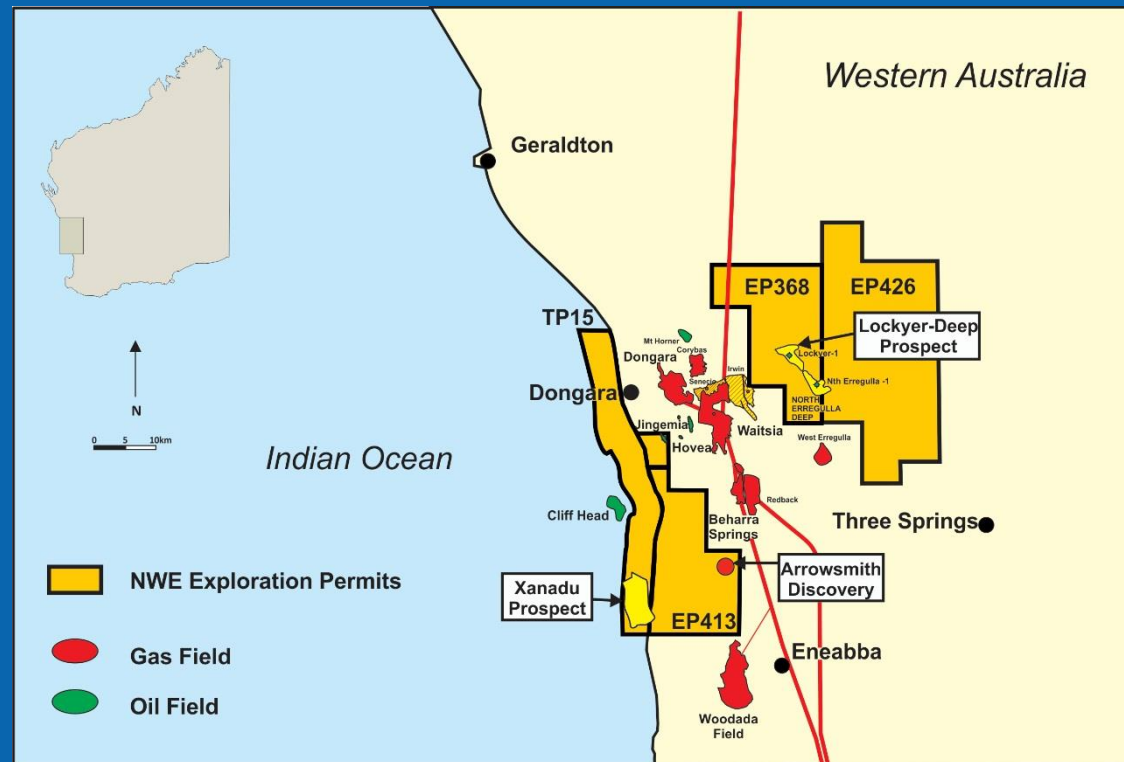 Western Australia
Geraldton
EP368
EP426
TP15
Lockyer-Deep
Prospect
Mt Horner
Corybas
Dongara
Lockyer-1
Irwin
Senecio
Nth Erregulla -1
Dongara
NORTH
ERREGULLA
DEEP
N
Waitsia
Jingemia
0 5 10km
Hovea
West Erregulla
Indian Ocean
Redback
Cliff Head
Beharra
Springs
Three Springs
NWE Exploration Permits
Arrowsmith
Discovery
Xanadu
Prospect
EP413
Gas Field
Eneabba
Oil Field
Woodada
Field